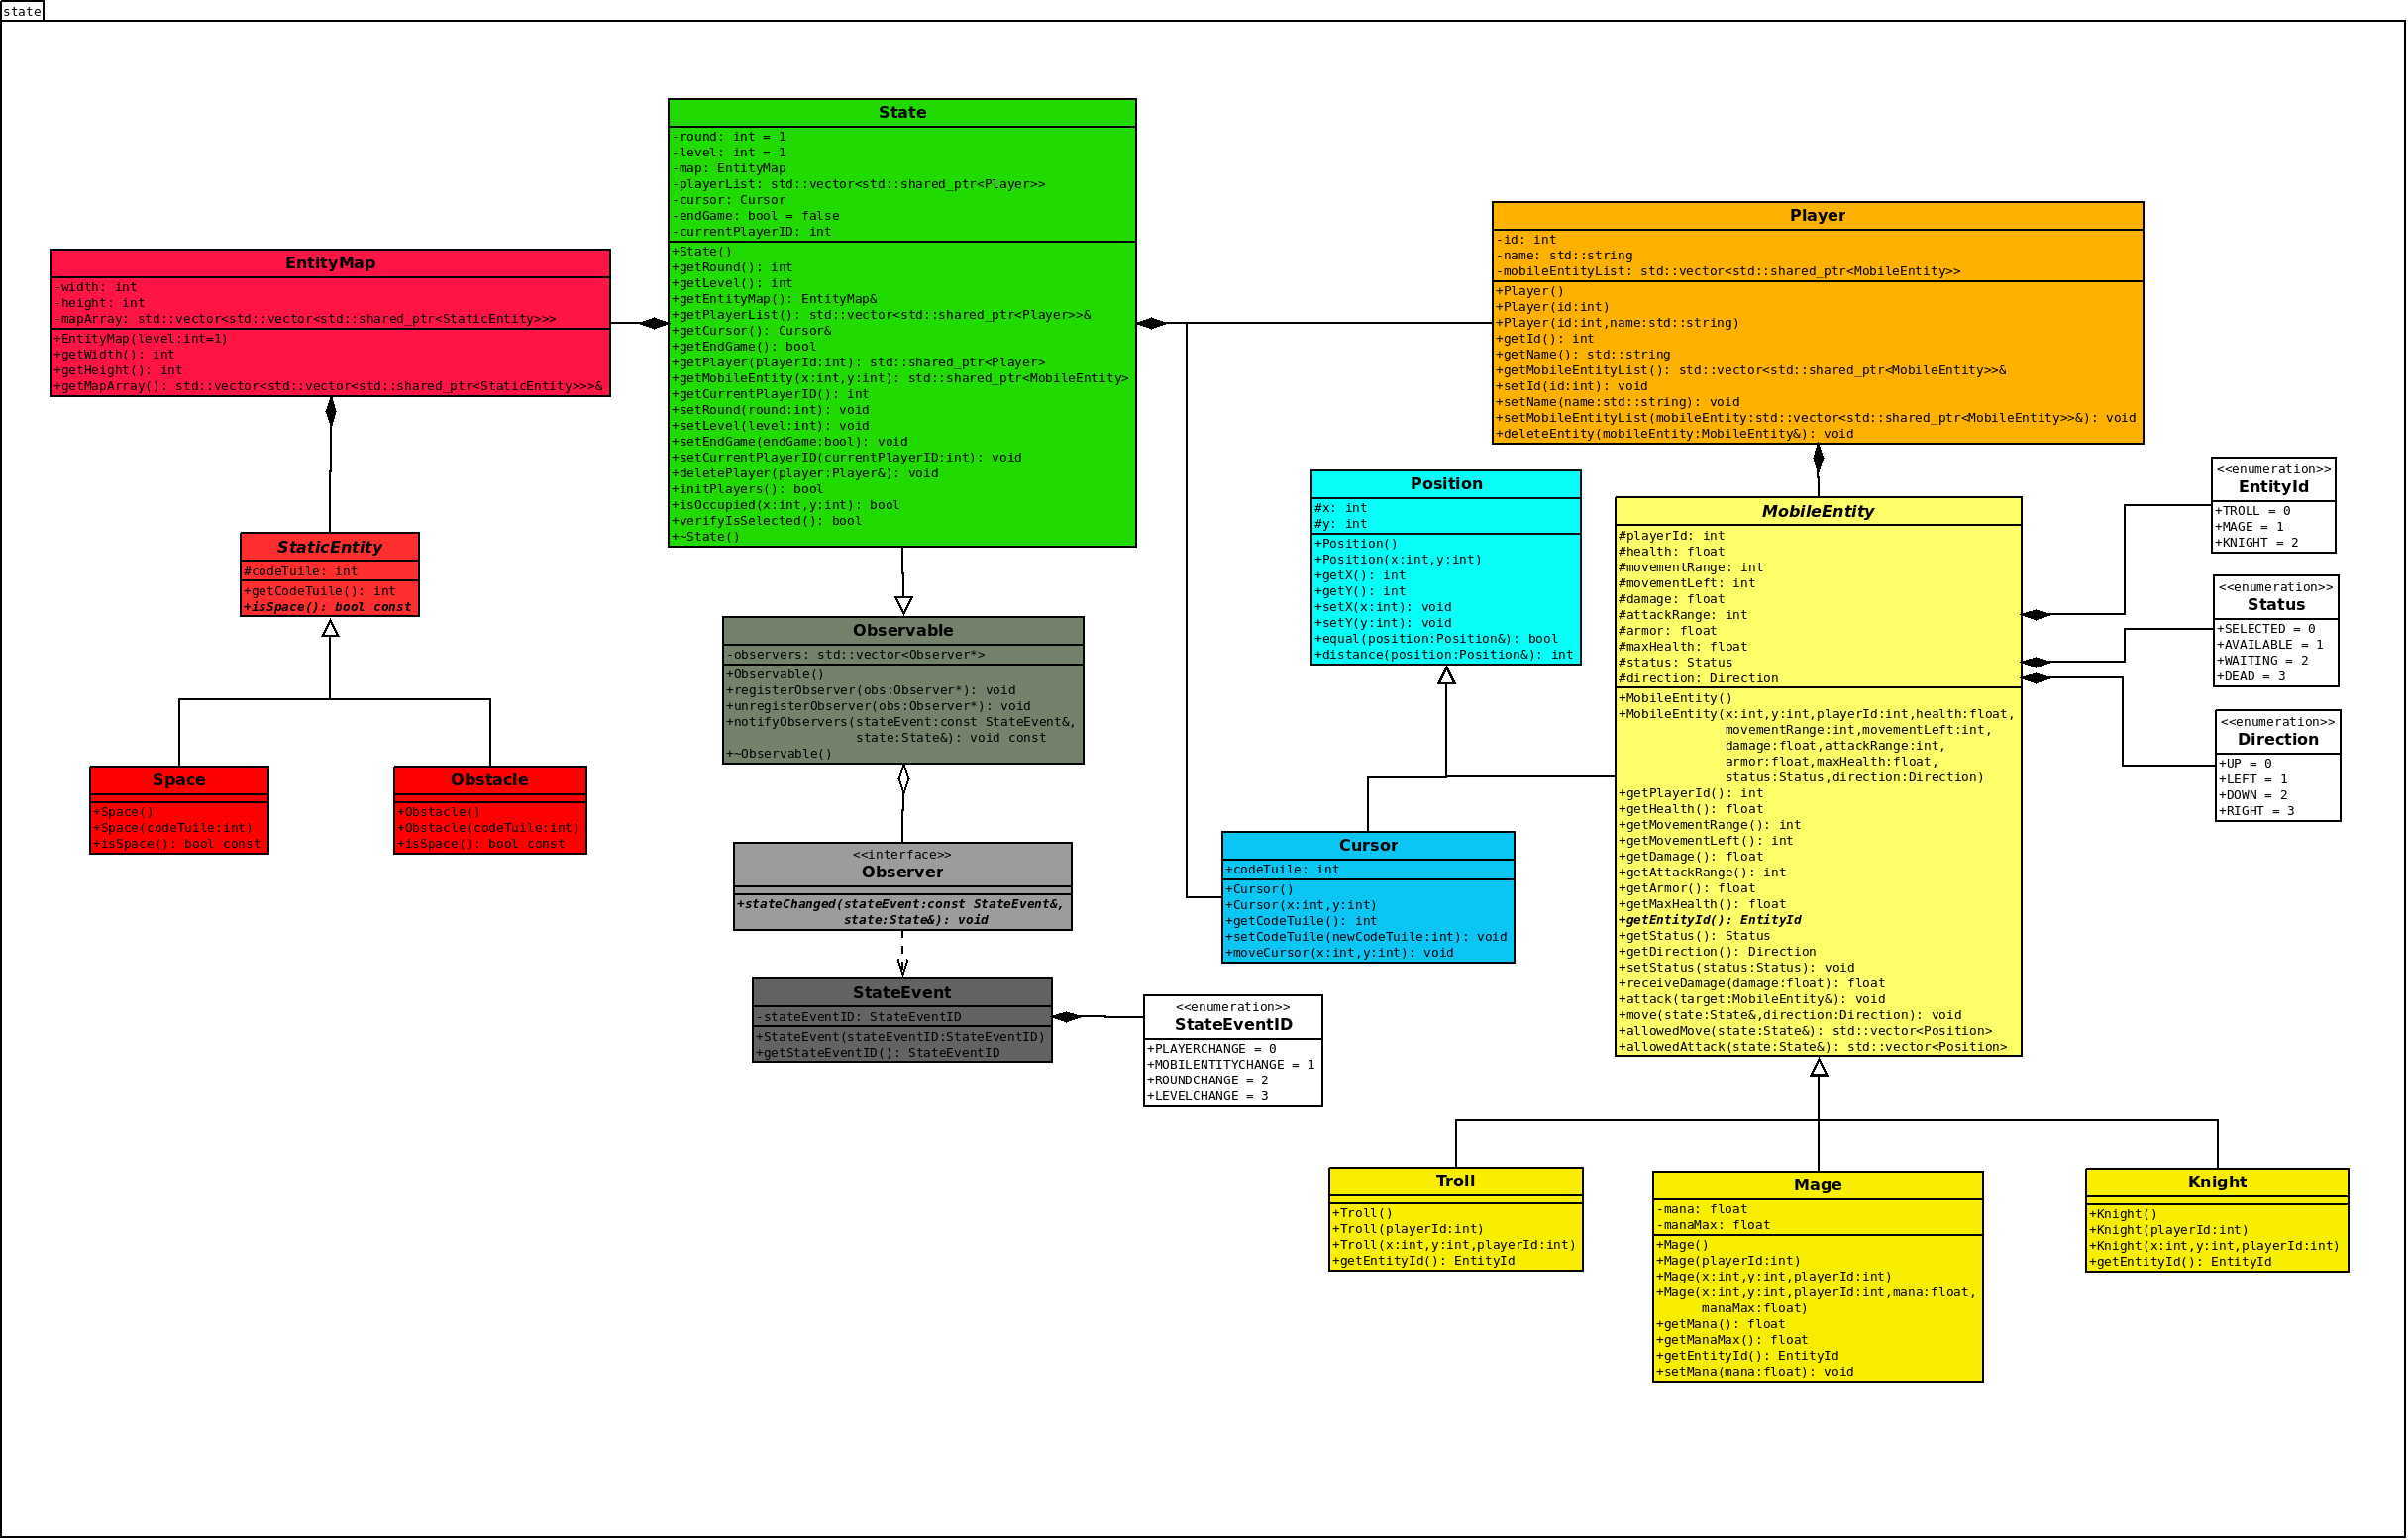 state
State
-round: int = 1
-level: int = 1
-map: EntityMap
-playerList: std::vector<std::shared_ptr<Player>>
-cursor: Cursor
-endGame: bool = false
-currentPlayerID: int
+State()
+getRound(): int
+getLevel(): int
+getEntityMap(): EntityMap&
+getPlayerList(): std::vector<std::shared_ptr<Player>>&
+getCursor(): Cursor&
+getEndGame(): bool
+getPlayer(playerId:int): std::shared_ptr<Player>
+getMobileEntity(x:int,y:int): std::shared_ptr<MobileEntity>
+getCurrentPlayerID(): int
+setRound(round:int): void
+setLevel(level:int): void
+setEndGame(endGame:bool): void
+setCurrentPlayerID(currentPlayerID:int): void
+deletePlayer(player:Player&): void
+initPlayers(): bool
+isOccupied(x:int,y:int): bool
+verifyIsSelected(): bool
+~State()
Player
-id: int
-name: std::string
-mobileEntityList: std::vector<std::shared_ptr<MobileEntity>>
+Player()
+Player(id:int)
+Player(id:int,name:std::string)
+getId(): int
+getName(): std::string
+getMobileEntityList(): std::vector<std::shared_ptr<MobileEntity>>&
+setId(id:int): void
+setName(name:std::string): void
+setMobileEntityList(mobileEntity:std::vector<std::shared_ptr<MobileEntity>>&): void
+deleteEntity(mobileEntity:MobileEntity&): void
EntityMap
-width: int
-height: int
-mapArray: std::vector<std::vector<std::shared_ptr<StaticEntity>>>
+EntityMap(level:int=1)
+getWidth(): int
+getHeight(): int
+getMapArray(): std::vector<std::vector<std::shared_ptr<StaticEntity>>>&
StaticEntity
#codeTuile: int
+getCodeTuile(): int
+isSpace(): bool const
Space
+Space()
+Space(codeTuile:int)
+isSpace(): bool const
Obstacle
+Obstacle()
+Obstacle(codeTuile:int)
+isSpace(): bool const
Observable
-observers: std::vector<Observer*>
+Observable()
+registerObserver(obs:Observer*): void
+unregisterObserver(obs:Observer*): void
+notifyObservers(stateEvent:const StateEvent&,
state:State&): void const
+~Observable()
<<interface>>
Observer
+stateChanged(stateEvent:const StateEvent&,
state:State&): void
StateEvent
-stateEventID: StateEventID
+StateEvent(stateEventID:StateEventID)
+getStateEventID(): StateEventID
<<enumeration>>
StateEventID
+PLAYERCHANGE = 0
+MOBILENTITYCHANGE = 1
+ROUNDCHANGE = 2
+LEVELCHANGE = 3
Position
#x: int
#y: int
+Position()
+Position(x:int,y:int)
+getX(): int
+getY(): int
+setX(x:int): void
+setY(y:int): void
+equal(position:Position&): bool
+distance(position:Position&): int
Cursor
+codeTuile: int
+Cursor()
+Cursor(x:int,y:int)
+getCodeTuile(): int
+setCodeTuile(newCodeTuile:int): void
+moveCursor(x:int,y:int): void
MobileEntity
#playerId: int
#health: float
#movementRange: int
#movementLeft: int
#damage: float
#attackRange: int
#armor: float
#maxHealth: float
#status: Status
#direction: Direction
+MobileEntity()
+MobileEntity(x:int,y:int,playerId:int,health:float,
movementRange:int,movementLeft:int,
damage:float,attackRange:int,
armor:float,maxHealth:float,
status:Status,direction:Direction)
+getPlayerId(): int
+getHealth(): float
+getMovementRange(): int
+getMovementLeft(): int
+getDamage(): float
+getAttackRange(): int
+getArmor(): float
+getMaxHealth(): float
+getEntityId(): EntityId
+getStatus(): Status
+getDirection(): Direction
+setStatus(status:Status): void
+receiveDamage(damage:float): float
+attack(target:MobileEntity&): void
+move(state:State&,direction:Direction): void
+allowedMove(state:State&): std::vector<Position>
+allowedAttack(state:State&): std::vector<Position>
<<enumeration>>
EntityId
+TROLL = 0
+MAGE = 1
+KNIGHT = 2
<<enumeration>>
Status
+SELECTED = 0
+AVAILABLE = 1
+WAITING = 2
+DEAD = 3
<<enumeration>>
Direction
+UP = 0
+LEFT = 1
+DOWN = 2
+RIGHT = 3
Troll
+Troll()
+Troll(playerId:int)
+Troll(x:int,y:int,playerId:int)
+getEntityId(): EntityId
Mage
-mana: float
-manaMax: float
+Mage()
+Mage(playerId:int)
+Mage(x:int,y:int,playerId:int)
+Mage(x:int,y:int,playerId:int,mana:float,
manaMax:float)
+getMana(): float
+getManaMax(): float
+getEntityId(): EntityId
+setMana(mana:float): void
Knight
+Knight()
+Knight(playerId:int)
+Knight(x:int,y:int,playerId:int)
+getEntityId(): EntityId